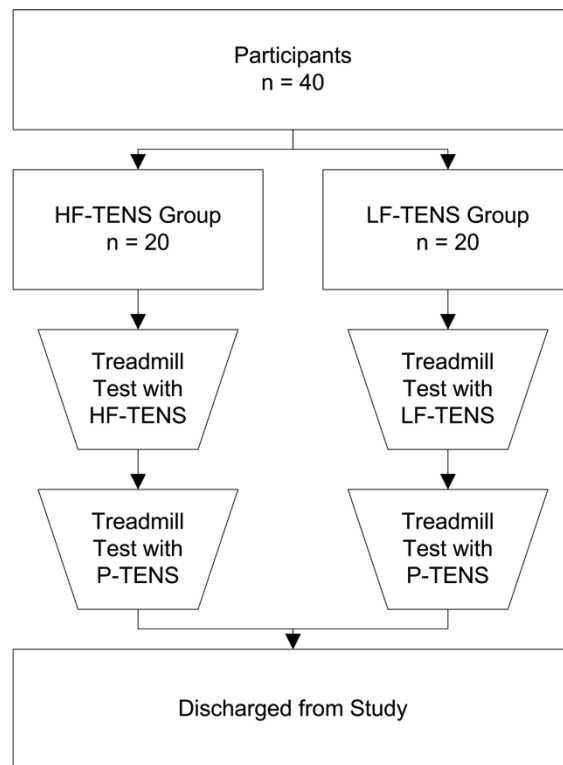 Participants
n = 40
HF-TENS Group
n = 20
LF-TENS Group
n = 20
Treadmill
Test with
HF-TENS
Treadmill
Test with
LF-TENS
Treadmill
Test with
P-TENS
Treadmill
Test with
P-TENS
Discharged from Study